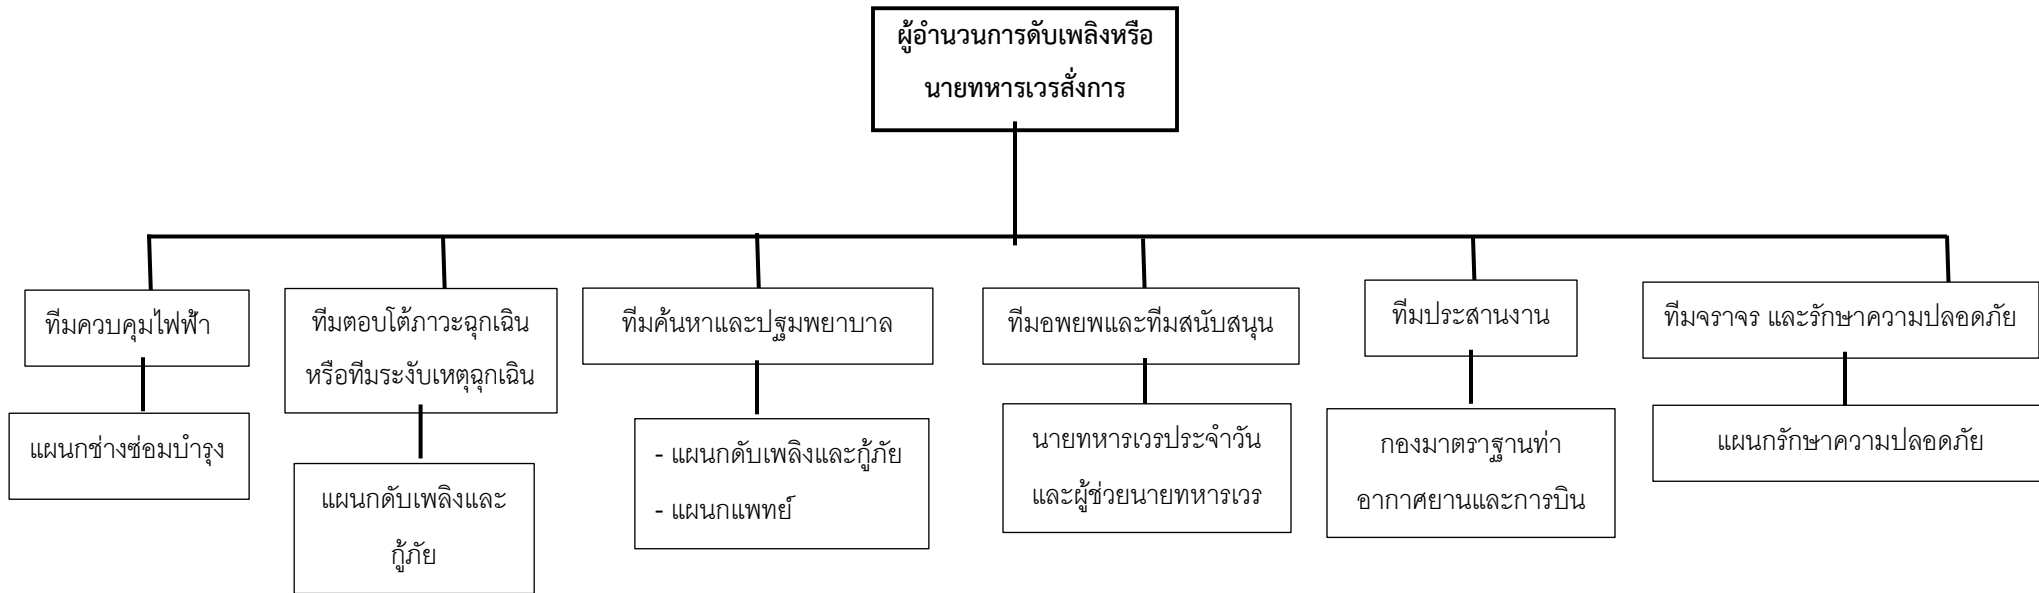 ผู้อำนวยการดับเพลิงหรือ
นายทหารเวรสั่งการ
ทีมควบคุมไฟฟ้า
ทีมตอบโต้ภาวะฉุกเฉิน
หรือทีมระงับเหตุฉุกเฉิน
ทีมค้นหาและปฐมพยาบาล
ทีมอพยพและทีมสนับสนุน
ทีมประสานงาน
ทีมจราจร และรักษาความปลอดภัย
แผนกช่างซ่อมบำรุง
แผนกดับเพลิงและ
กู้ภัย
- แผนกดับเพลิงและกู้ภัย
- แผนกแพทย์
นายทหารเวรประจำวัน
และผู้ช่วยนายทหารเวร
กองมาตราฐานท่า
อากาศยานและการบิน
แผนกรักษาความปลอดภัย